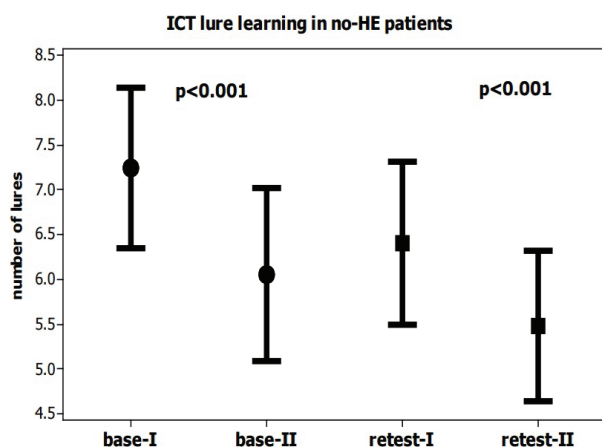 ICT lure learning in no-HE patients
8.5
8.0
7.5
7.0
6.5
6.0
5.5
5.0
4.5
number of lures
p<0.001
p<0.001
base-I
base-II
retest-I
retest-II